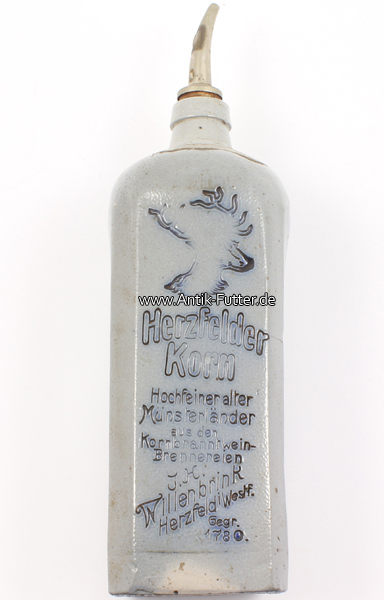 www.Antik-Futter.de
Herzfelder
Korn
Hochfeiner alter
Münsterländer
aus den
Kornbranntwein-
Brennereien
J.H.
Willenbrink
Herzfeld i/Westf.
Gegr.
1780.